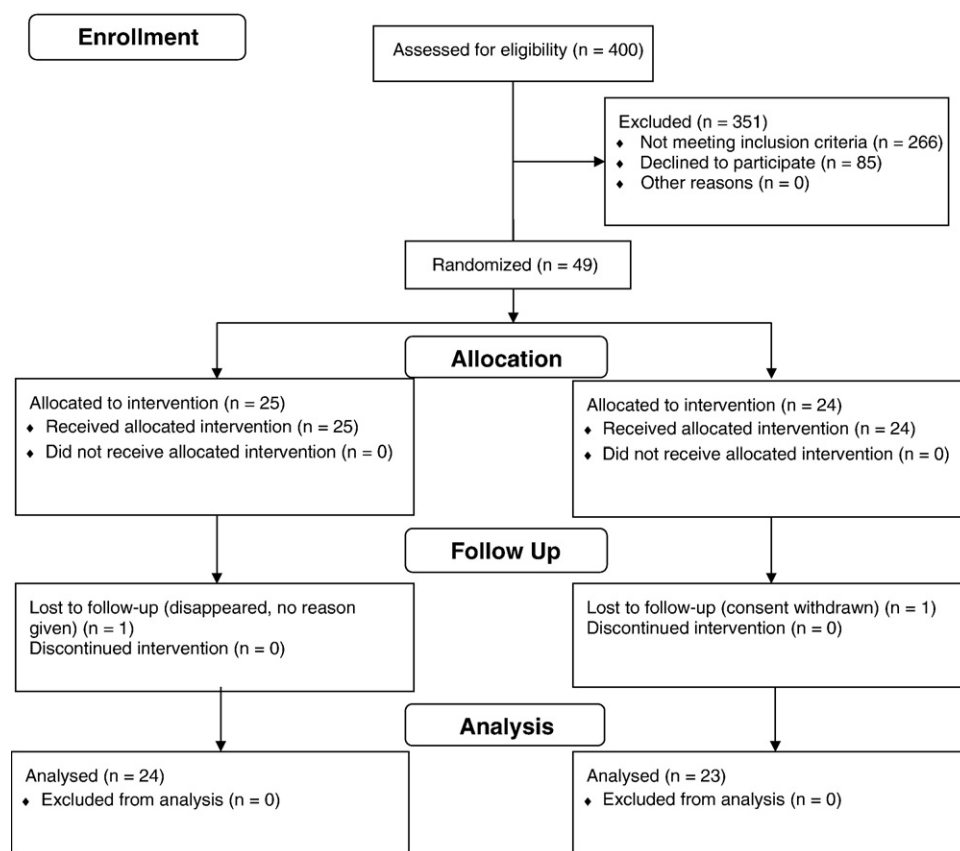 Enrollment
Assessed for eligibility (n = 400)
Excluded (n = 351)
♦ Not meeting inclusion criteria (n = 266)
♦ Declined to participate (n = 85)
♦ Other reasons (n = 0)
Randomized (n = 49)
Allocation
Allocated to intervention (n = 25)
♦ Received allocated intervention (n = 25)
♦ Did not receive allocated intervention (n = 0)
Allocated to intervention (n = 24)
♦ Received allocated intervention (n = 24)
♦ Did not receive allocated intervention (n = 0)
Follow Up
Lost to follow-up (disappeared, no reason
given) (n = 1)
Discontinued intervention (n = 0)
Lost to follow-up (consent withdrawn) (n = 1)
Discontinued intervention (n = 0)
Analysis
Analysed (n = 24)
♦ Excluded from analysis (n = 0)
Analysed (n = 23)
♦ Excluded from analysis (n = 0)